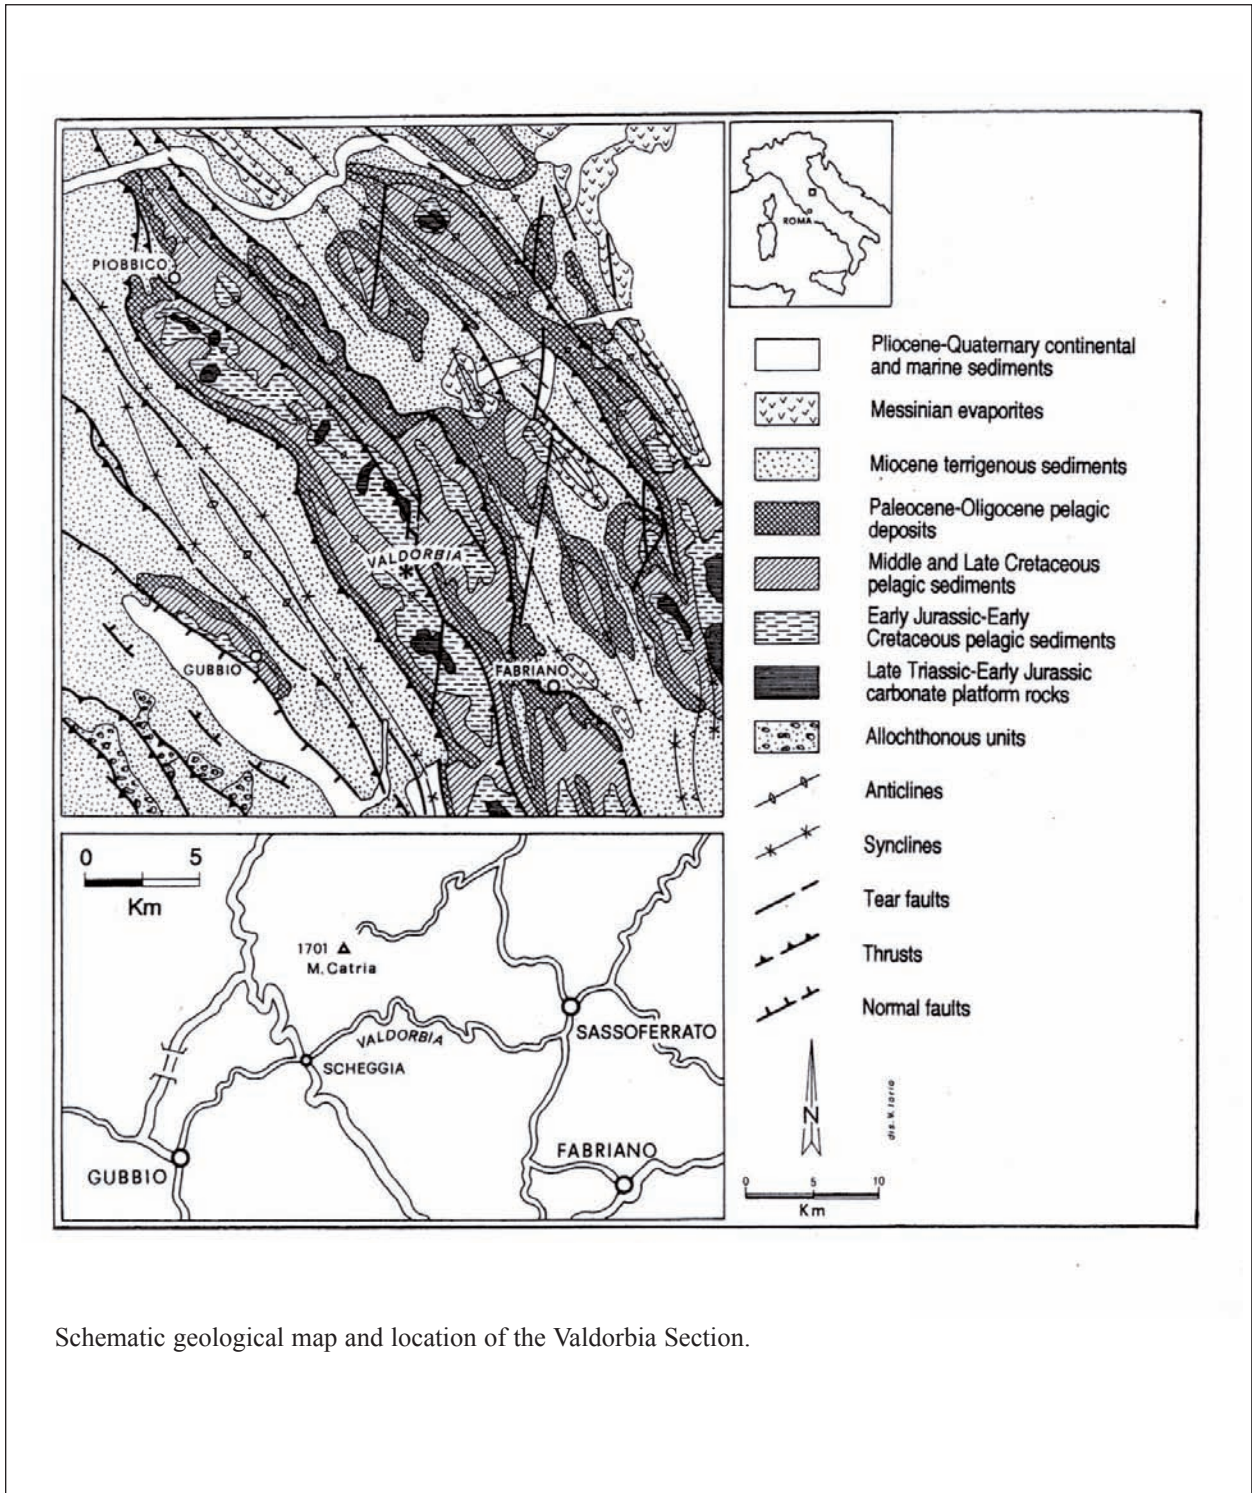 PIOBBICO
VALDORBIA
GUBBIO
FABRIANO
ROMA
Pliocene-Quaternary continental
and marine sediments
Messinian evaporites
Miocene terrigenous sediments
Paleocene-Oligocene pelagic
deposits
Middle and Late Cretaceous
pelagic sediments
Early Jurassic-Early
Cretaceous pelagic sediments
Late Triassic-Early Jurassic
carbonate platform rocks
Allochthonous units
Anticlines
Synclines
Tear faults
Thrusts
Normal faults
N
dis. V. Iorio
0 5 10
Km
0 5
Km
1701
M. Catria
VALDORBIA
SCHEGGIA
SASSOFERRATO
GUBBIO
FABRIANO
Schematic geological map and location of the Valdorbia Section.